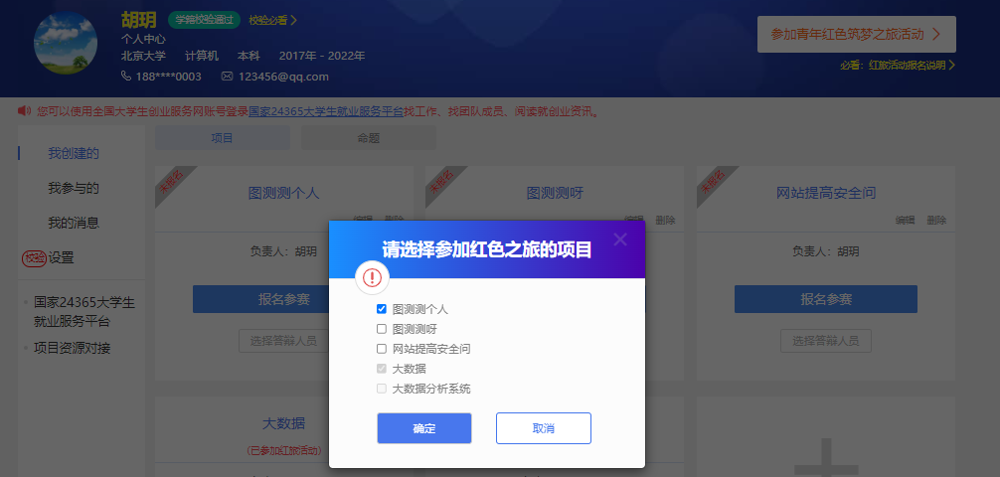 胡玥 学籍校验通过 校验必看
个人中心
北京大学 计算机 本科 2017年 - 2022年
188****0003 123456@qq.com
参加青年红色筑梦之旅活动
必看：红旅活动报名说明
您可以使用全国大学生创业服务网账号登录国家24365大学生就业服务平台找工作、找团队成员、阅读就创业资讯。
我创建的
我参与的
我的消息
校验 设置
国家24365大学生
就业服务平台
项目资源对接
项目 命题
未报名 未报名 未报名
图测测个人 图测测呀 网站提高安全问
编辑 删除 编辑 删除 编辑 删除
负责人：胡玥 负责人：胡玥
报名参赛 报名参赛
选择答辩人员 选择答辩人员
大数据
（已参加红旅活动）
请选择参加红色之旅的项目
图测测个人
图测测呀
网站提高安全问
大数据
大数据分析系统
确定 取消